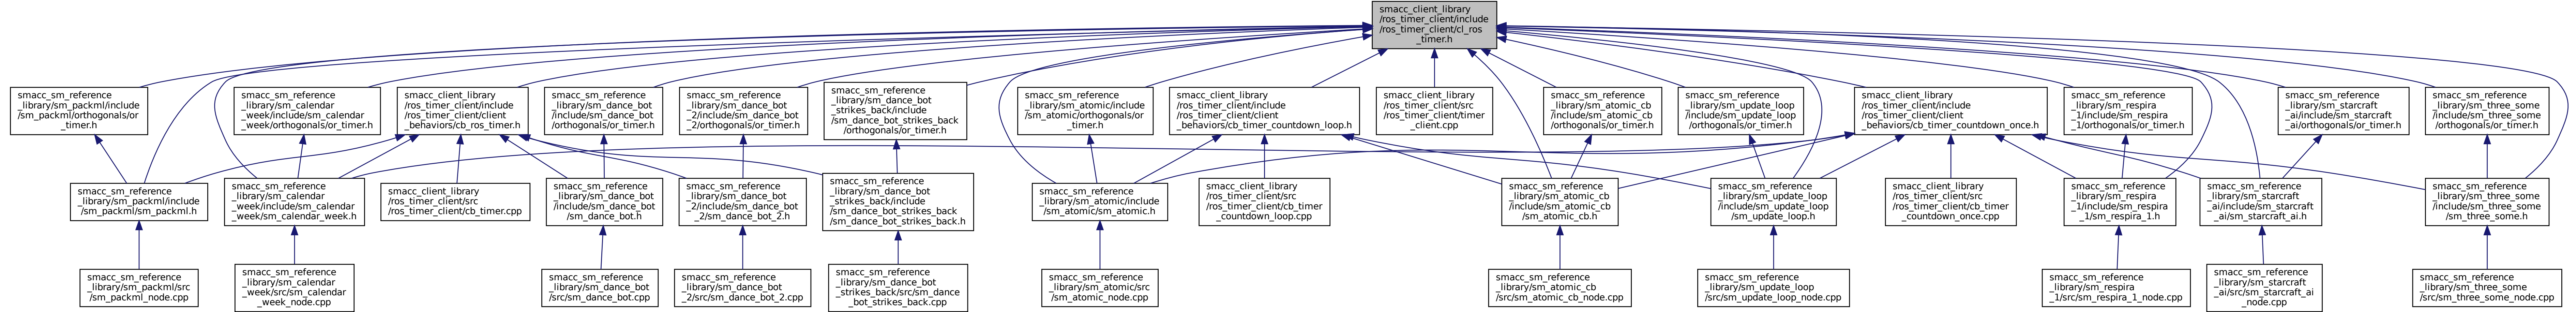 smacc_client_library
/ros_timer_client/include
/ros_timer_client/cl_ros
_timer.h
smacc_sm_reference
_library/sm_packml/include
/sm_packml/orthogonals/or
_timer.h
smacc_sm_reference
_library/sm_calendar
_week/include/sm_calendar
_week/orthogonals/or_timer.h
smacc_client_library
/ros_timer_client/include
/ros_timer_client/client
_behaviors/cb_ros_timer.h
smacc_sm_reference
_library/sm_dance_bot
/include/sm_dance_bot
/orthogonals/or_timer.h
smacc_sm_reference
_library/sm_dance_bot
_2/include/sm_dance_bot
_2/orthogonals/or_timer.h
smacc_sm_reference
_library/sm_dance_bot
_strikes_back/include
/sm_dance_bot_strikes_back
/orthogonals/or_timer.h
smacc_sm_reference
_library/sm_atomic/include
/sm_atomic/orthogonals/or
_timer.h
smacc_client_library
/ros_timer_client/include
/ros_timer_client/client
_behaviors/cb_timer_countdown_loop.h
smacc_client_library
/ros_timer_client/src
/ros_timer_client/timer
_client.cpp
smacc_sm_reference
_library/sm_atomic_cb
/include/sm_atomic_cb
/orthogonals/or_timer.h
smacc_sm_reference
_library/sm_update_loop
/include/sm_update_loop
/orthogonals/or_timer.h
smacc_client_library
/ros_timer_client/include
/ros_timer_client/client
_behaviors/cb_timer_countdown_once.h
smacc_sm_reference
_library/sm_respira
_1/include/sm_respira
_1/orthogonals/or_timer.h
smacc_sm_reference
_library/sm_starcraft
_ai/include/sm_starcraft
_ai/orthogonals/or_timer.h
smacc_sm_reference
_library/sm_three_some
/include/sm_three_some
/orthogonals/or_timer.h
smacc_sm_reference
_library/sm_packml/include
/sm_packml/sm_packml.h
smacc_sm_reference
_library/sm_calendar
_week/include/sm_calendar
_week/sm_calendar_week.h
smacc_client_library
/ros_timer_client/src
/ros_timer_client/cb_timer.cpp
smacc_sm_reference
_library/sm_dance_bot
/include/sm_dance_bot
/sm_dance_bot.h
smacc_sm_reference
_library/sm_dance_bot
_2/include/sm_dance_bot
_2/sm_dance_bot_2.h
smacc_sm_reference
_library/sm_dance_bot
_strikes_back/include
/sm_dance_bot_strikes_back
/sm_dance_bot_strikes_back.h
smacc_sm_reference
_library/sm_atomic/include
/sm_atomic/sm_atomic.h
smacc_client_library
/ros_timer_client/src
/ros_timer_client/cb_timer
_countdown_loop.cpp
smacc_sm_reference
_library/sm_atomic_cb
/include/sm_atomic_cb
/sm_atomic_cb.h
smacc_sm_reference
_library/sm_update_loop
/include/sm_update_loop
/sm_update_loop.h
smacc_client_library
/ros_timer_client/src
/ros_timer_client/cb_timer
_countdown_once.cpp
smacc_sm_reference
_library/sm_respira
_1/include/sm_respira
_1/sm_respira_1.h
smacc_sm_reference
_library/sm_starcraft
_ai/include/sm_starcraft
_ai/sm_starcraft_ai.h
smacc_sm_reference
_library/sm_three_some
/include/sm_three_some
/sm_three_some.h
smacc_sm_reference
_library/sm_packml/src
/sm_packml_node.cpp
smacc_sm_reference
_library/sm_calendar
_week/src/sm_calendar
_week_node.cpp
smacc_sm_reference
_library/sm_dance_bot
/src/sm_dance_bot.cpp
smacc_sm_reference
_library/sm_dance_bot
_2/src/sm_dance_bot_2.cpp
smacc_sm_reference
_library/sm_dance_bot
_strikes_back/src/sm_dance
_bot_strikes_back.cpp
smacc_sm_reference
_library/sm_atomic/src
/sm_atomic_node.cpp
smacc_sm_reference
_library/sm_atomic_cb
/src/sm_atomic_cb_node.cpp
smacc_sm_reference
_library/sm_update_loop
/src/sm_update_loop_node.cpp
smacc_sm_reference
_library/sm_respira
_1/src/sm_respira_1_node.cpp
smacc_sm_reference
_library/sm_starcraft
_ai/src/sm_starcraft_ai
_node.cpp
smacc_sm_reference
_library/sm_three_some
/src/sm_three_some_node.cpp